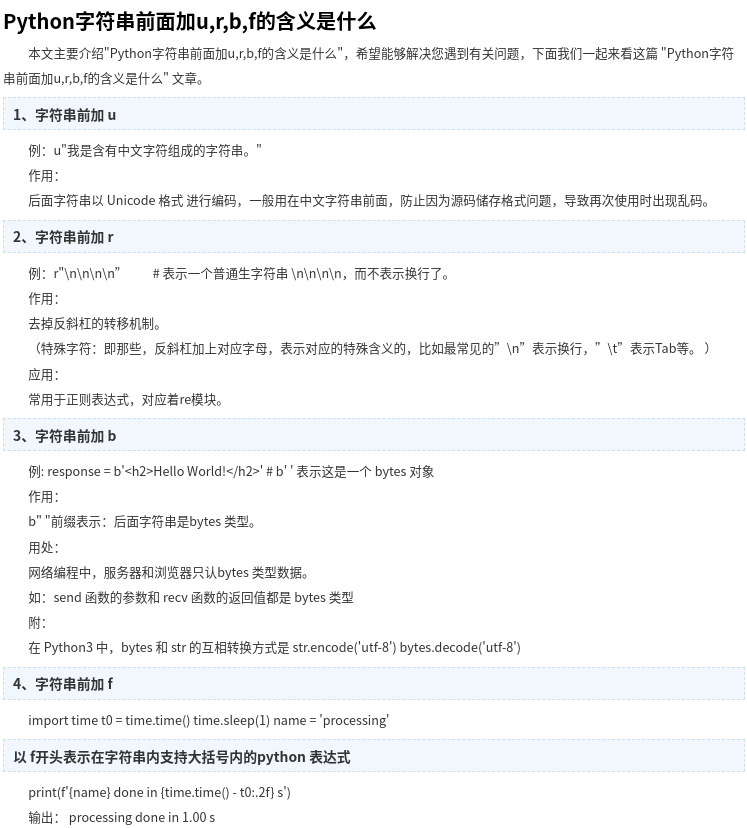 Python字符串前面加u,r,b,f的含义是什么
本文主要介绍"Python字符串前面加u,r,b,f的含义是什么"，希望能够解决您遇到有关问题，下面我们一起来看这篇 "Python字符
串前面加u,r,b,f的含义是什么" 文章。
1、字符串前加 u
例：u"我是含有中文字符组成的字符串。"
作用：
后面字符串以 Unicode 格式 进行编码，一般用在中文字符串前面，防止因为源码储存格式问题，导致再次使用时出现乱码。
2、字符串前加 r
例：r"\n\n\n\n”　　 # 表示一个普通生字符串 \n\n\n\n，而不表示换行了。
作用：
去掉反斜杠的转移机制。
（特殊字符：即那些，反斜杠加上对应字母，表示对应的特殊含义的，比如最常见的”\n”表示换行，”\t”表示Tab等。 ）
应用：
常用于正则表达式，对应着re模块。
3、字符串前加 b
例: response = b'<h2>Hello World!</h2>' # b' ' 表示这是一个 bytes 对象
作用：
b" "前缀表示：后面字符串是bytes 类型。
用处：
网络编程中，服务器和浏览器只认bytes 类型数据。
如：send 函数的参数和 recv 函数的返回值都是 bytes 类型
附：
在 Python3 中，bytes 和 str 的互相转换方式是 str.encode('utf-8') bytes.decode('utf-8')
4、字符串前加 f
import time t0 = time.time() time.sleep(1) name = 'processing'
以 f开头表示在字符串内支持大括号内的python 表达式
print(f'{name} done in {time.time() - t0:.2f} s')
输出： processing done in 1.00 s